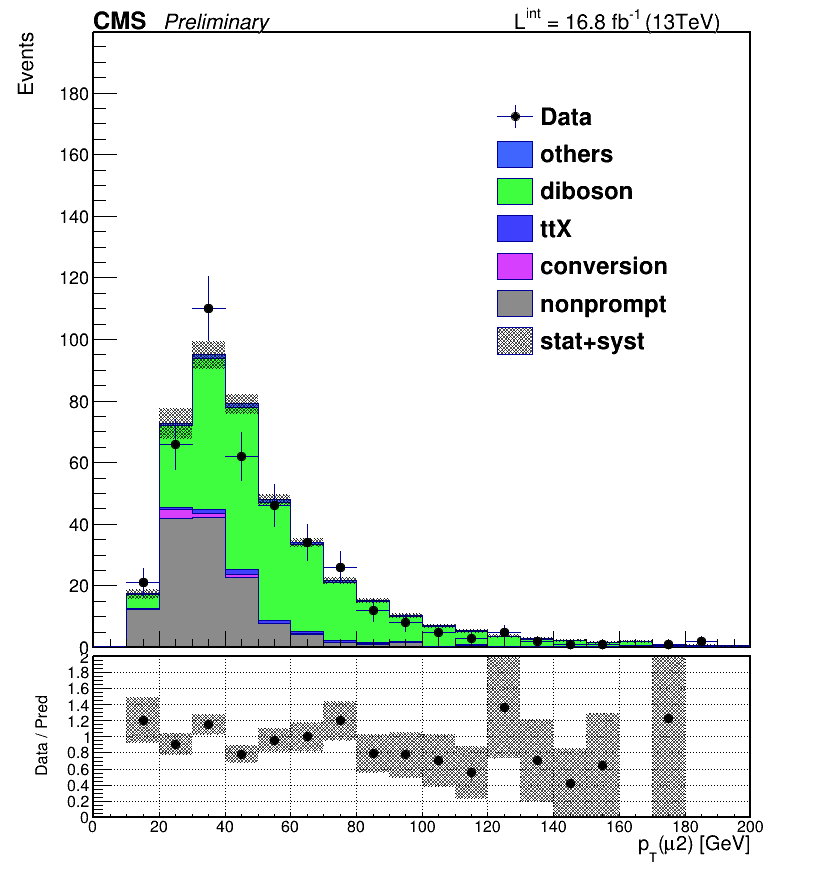 CMS Preliminary L^int = 16.8 fb^-1 (13TeV)
Events
180
160
140
120
100
80
60
40
20
0
Data
others
diboson
ttX
conversion
nonprompt
stat+syst
Data / Pred
2
1.8
1.6
1.4
1.2
1
0.8
0.6
0.4
0.2
0
0 20 40 60 80 100 120 140 160 180 200
p_T(μ2) [GeV]